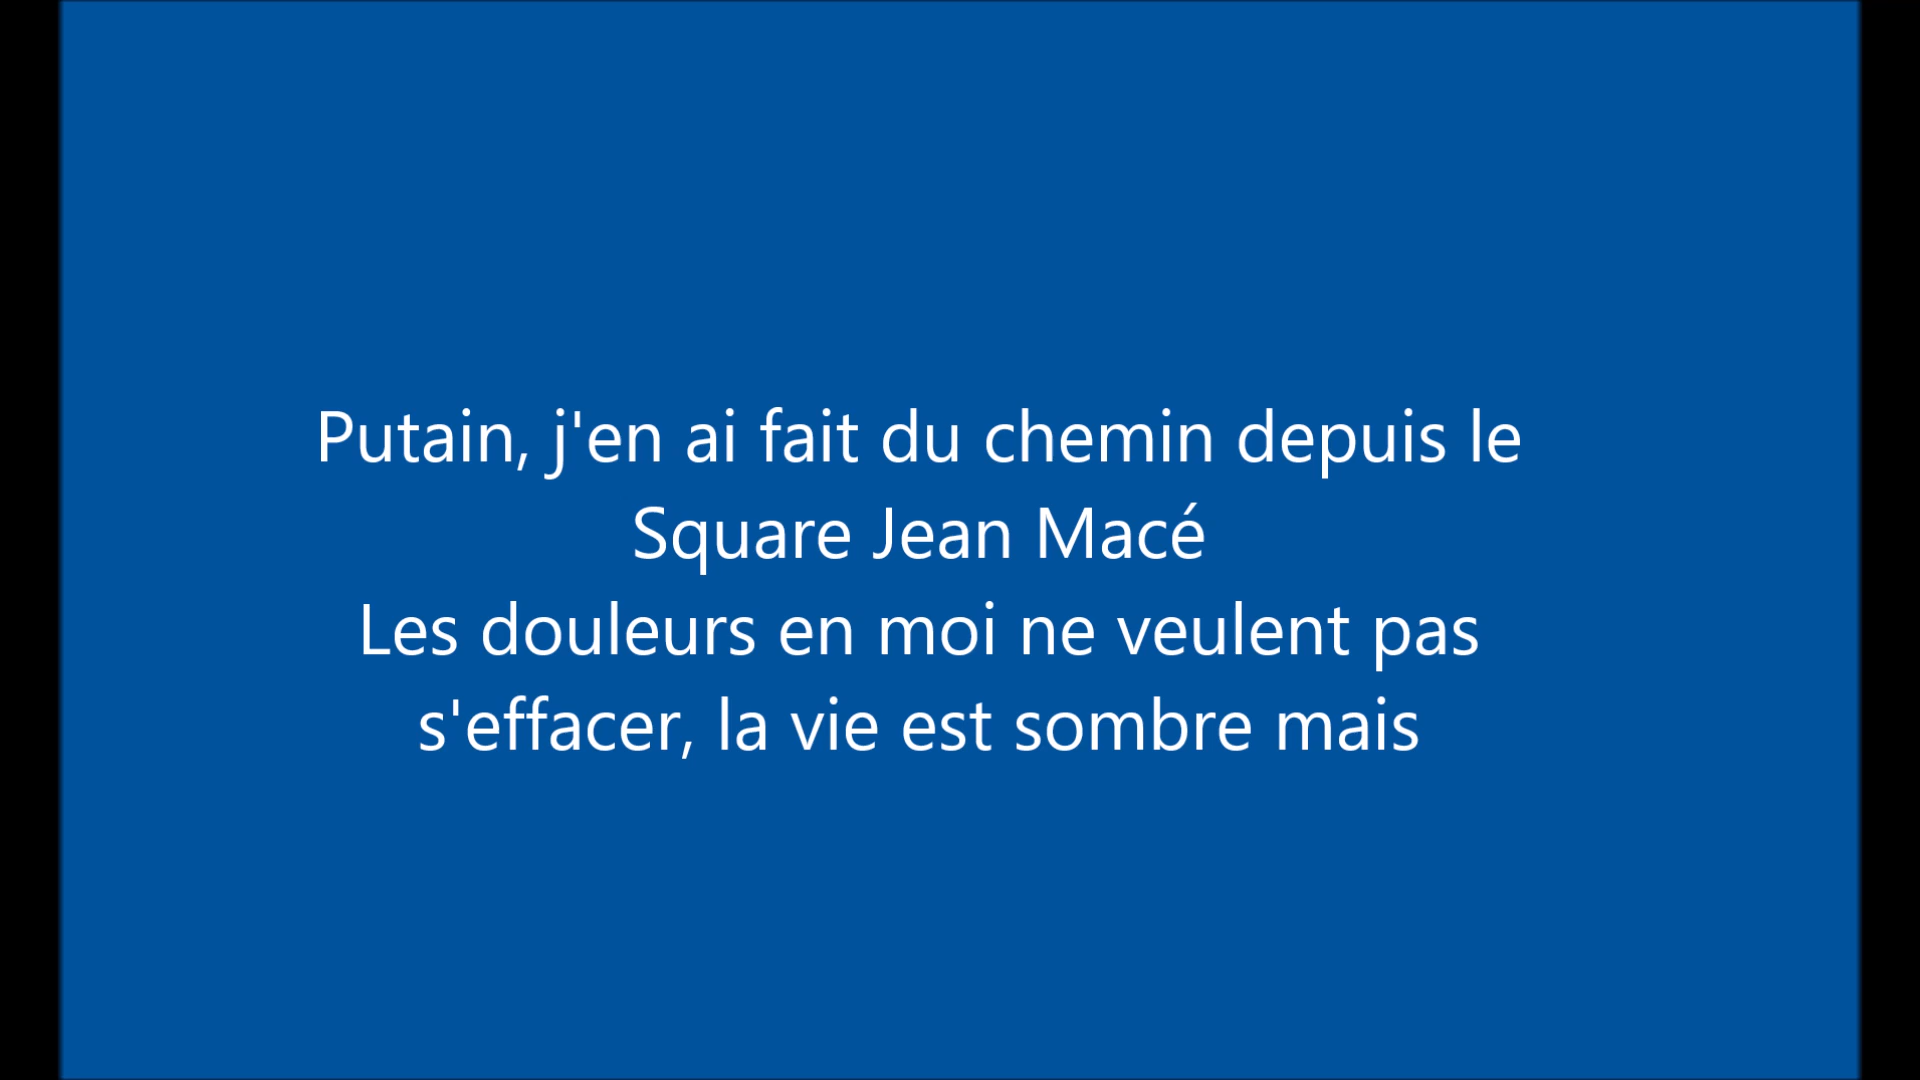 Putain, j'en ai fait du chemin depuis le
Square Jean Macé
Les douleurs en moi ne veulent pas
s'effacer, la vie est sombre mais